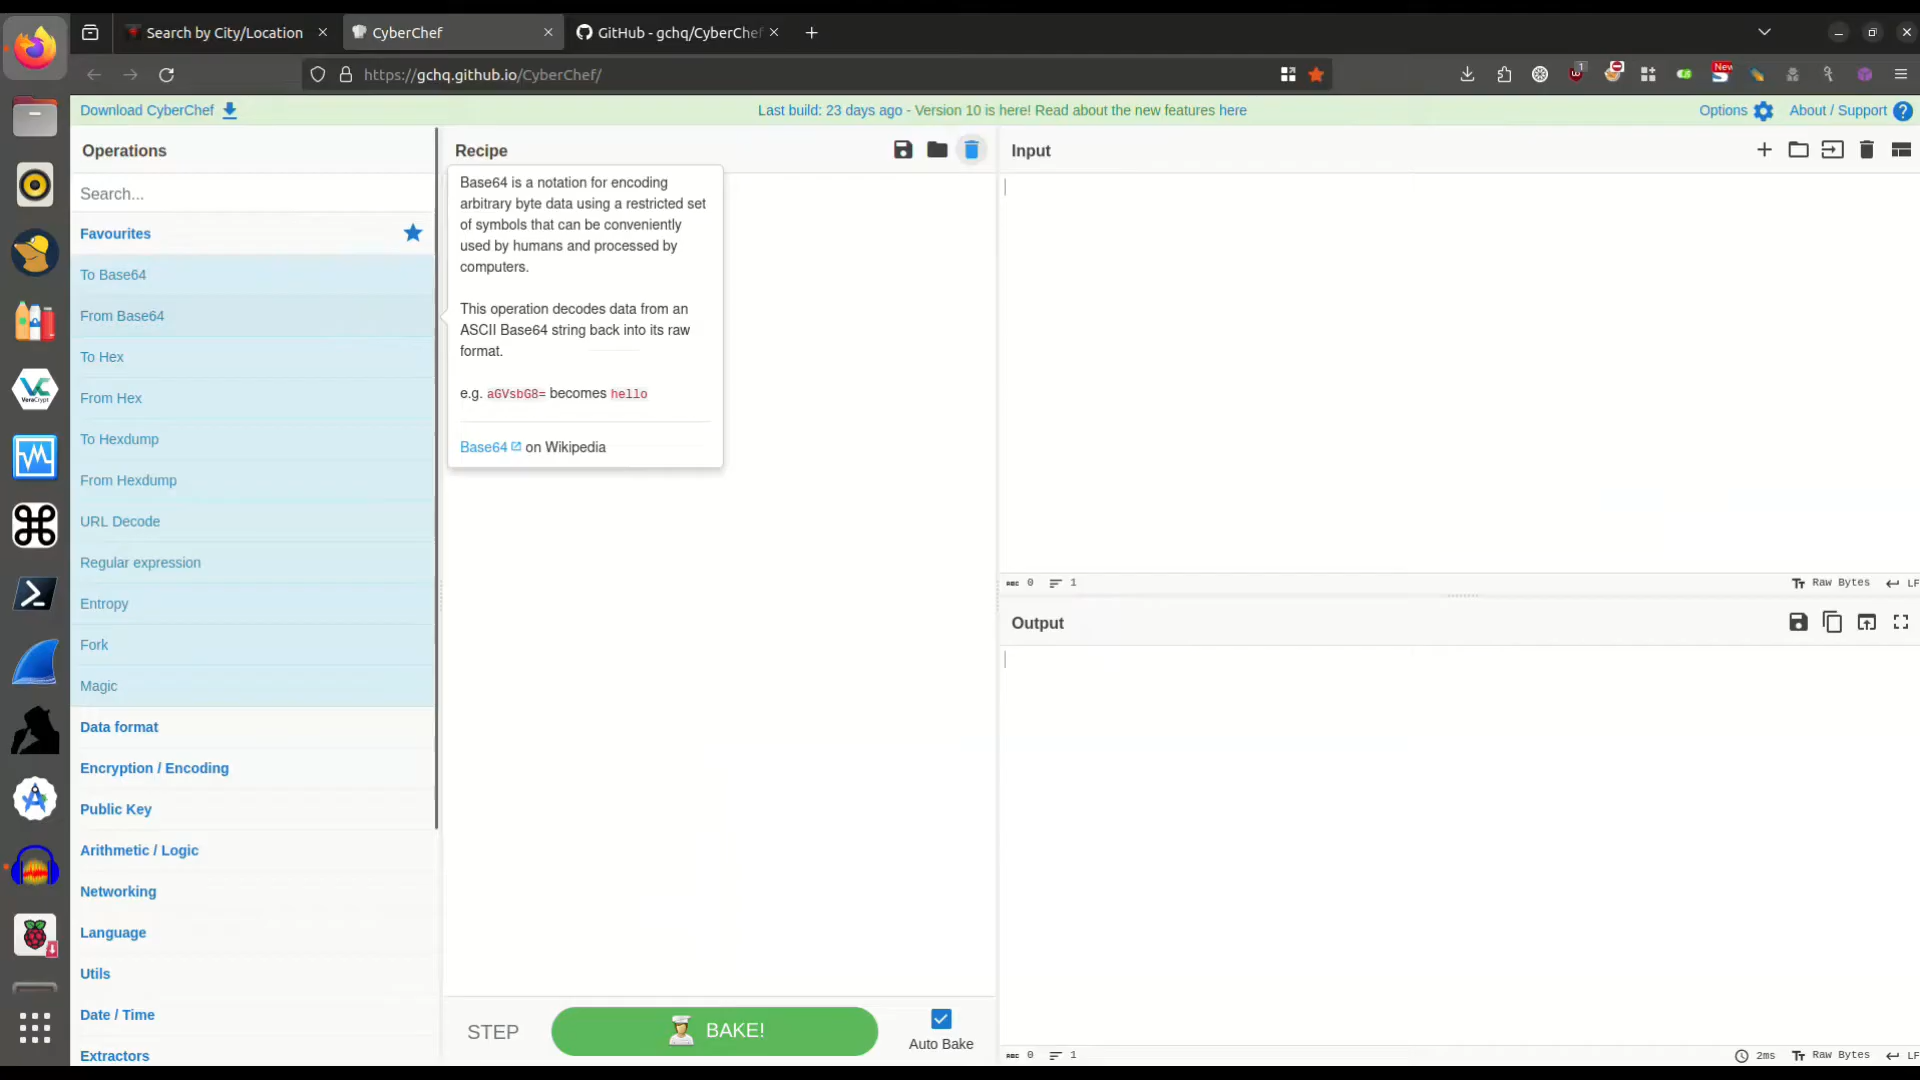 Search by City/Location
CyberChef
GitHub - gchq/CyberChef
https://gchq.github.io/CyberChef/
1
New
Download CyberChef
Last build: 23 days ago - Version 10 is here! Read about the new features here
Options
About / Support
Operations
Search...
Favourites
To Base64
From Base64
To Hex
From Hex
To Hexdump
From Hexdump
URL Decode
Regular expression
Entropy
Fork
Magic
Data format
Encryption / Encoding
Public Key
Arithmetic / Logic
Networking
Language
Utils
Date / Time
Extractors
Recipe
Base64 is a notation for encoding
arbitrary byte data using a restricted set
of symbols that can be conveniently
used by humans and processed by
computers.
This operation decodes data from an
ASCII Base64 string back into its raw
format.
e.g. aGVsbG8= becomes hello
Base64 on Wikipedia
STEP
BAKE!
Auto Bake
Input
ABC 0 1
Raw Bytes
LF
Output
ABC 0 1
2ms
Raw Bytes
LF
VC
VeraCrypt